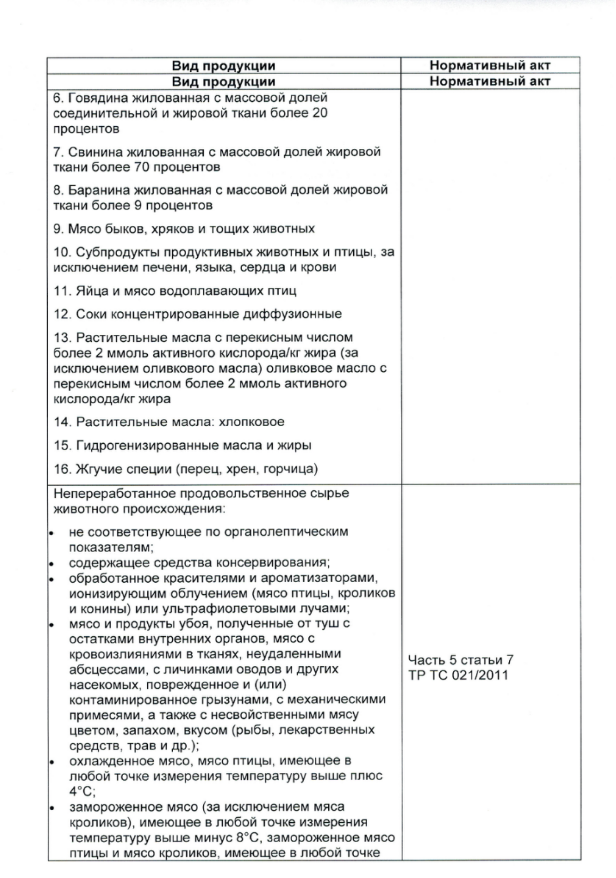 Вид продукции
Нормативный акт
Вид продукции
Нормативный акт
6. Говядина жилованная с массовой долей
соединительной и жировой ткани более 20
процентов
7. Свинина жилованная с массовой долей жировой
ткани более 70 процентов
8. Баранина жилованная с массовой долей жировой
ткани более 9 процентов
9. Мясо быков, хряков и тощих животных
10. Субпродукты продуктивных животных и птицы, за
исключением печени, языка, сердца и крови
11. Яйца и мясо водоплавающих птиц
12. Соки концентрированные диффузионные
13. Растительные масла с перекисным числом
более 2 ммоль активного кислорода/кг жира (за
исключением оливкового масла) оливковое масло с
перекисным числом более 2 ммоль активного
кислорода/кг жира
14. Растительные масла: хлопковое
15. Гидрогенизированные масла и жиры
16. Жгучие специи (перец, хрен, горчица)
Непереработанное продовольственное сырье
животного происхождения:
• не соответствующее по органолептическим
показателям;
• содержащее средства консервирования;
• обработанное красителями и ароматизаторами,
ионизирующим облучением (мясо птицы, кроликов
и конины) или ультрафиолетовыми лучами;
• мясо и продукты убоя, полученные от туш с
остатками внутренних органов, мясо с
кровоизлияниями в тканях, неудаленными
абсцессами, с личинками оводов и других
насекомых, поврежденное и (или)
контаминированное грызунами, с механическими
примесями, а также с несвойственными мясу
цветом, запахом, вкусом (рыбы, лекарственных
средств, трав и др.);
• охлажденное мясо, мясо птицы, имеющее в
любой точке измерения температуру выше плюс
4°С;
• замороженное мясо (за исключением мяса
кроликов), имеющее в любой точке измерения
температуру выше минус 8°С, замороженное мясо
птицы и мясо кроликов, имеющее в любой точке
Часть 5 статьи 7
ТР ТС 021/2011